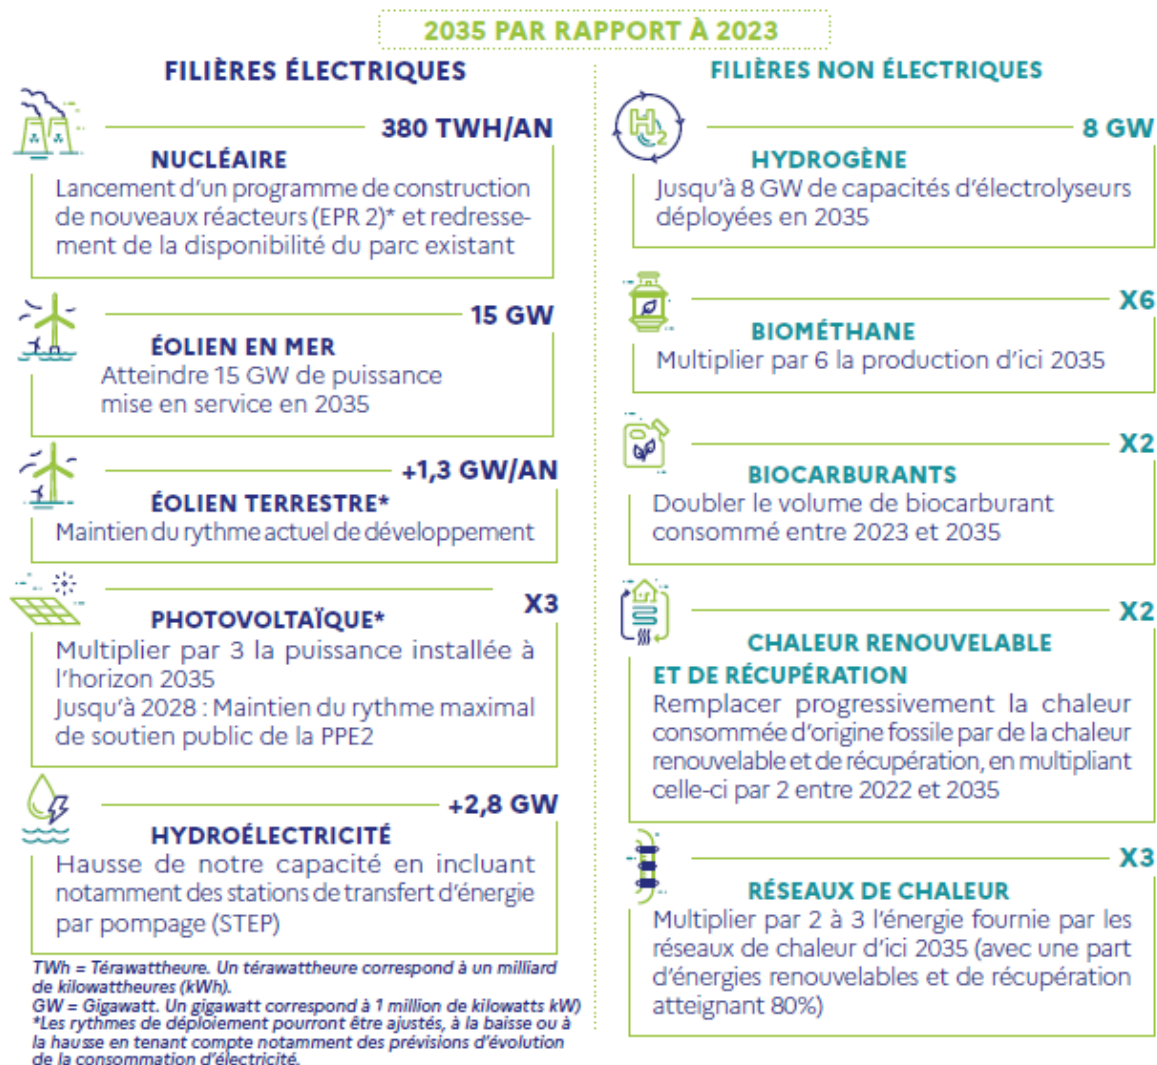 2035 PAR RAPPORT À 2023
FILIÈRES ÉLECTRIQUES
380 TWH/AN
NUCLÉAIRE
Lancement d'un programme de construction
de nouveaux réacteurs (EPR 2)* et redresse-
ment de la disponibilité du parc existant
15 GW
ÉOLIEN EN MER
Atteindre 15 GW de puissance
mise en service en 2035
+1,3 GW/AN
ÉOLIEN TERRESTRE*
Maintien du rythme actuel de développement
X3
PHOTOVOLTAÏQUE*
Multiplier par 3 la puissance installée à
l'horizon 2035
Jusqu'à 2028 : Maintien du rythme maximal
de soutien public de la PPE2
+2,8 GW
HYDROÉLECTRICITÉ
Hausse de notre capacité en incluant
notamment des stations de transfert d'énergie
par pompage (STEP)
TWh = Térawattheure. Un térawattheure correspond à un milliard
de kilowattheures (kWh).
GW = Gigawatt. Un gigawatt correspond à 1 million de kilowatts kW)
*Les rythmes de déploiement pourront être ajustés, à la baisse ou à
la hausse en tenant compte notamment des prévisions d'évolution
de la consommation d'électricité.
FILIÈRES NON ÉLECTRIQUES
H2
8 GW
HYDROGÈNE
Jusqu'à 8 GW de capacités d'électrolyseurs
déployées en 2035
X6
BIOMÉTHANE
Multiplier par 6 la production d'ici 2035
X2
BIOCARBURANTS
Doubler le volume de biocarburant
consommé entre 2023 et 2035
X2
CHALEUR RENOUVELABLE
ET DE RÉCUPÉRATION
Remplacer progressivement la chaleur
consommée d'origine fossile par de la chaleur
renouvelable et de récupération, en multipliant
celle-ci par 2 entre 2022 et 2035
X3
RÉSEAUX DE CHALEUR
Multiplier par 2 à 3 l'énergie fournie par les
réseaux de chaleur d'ici 2035 (avec une part
d'énergies renouvelables et de récupération
atteignant 80%)